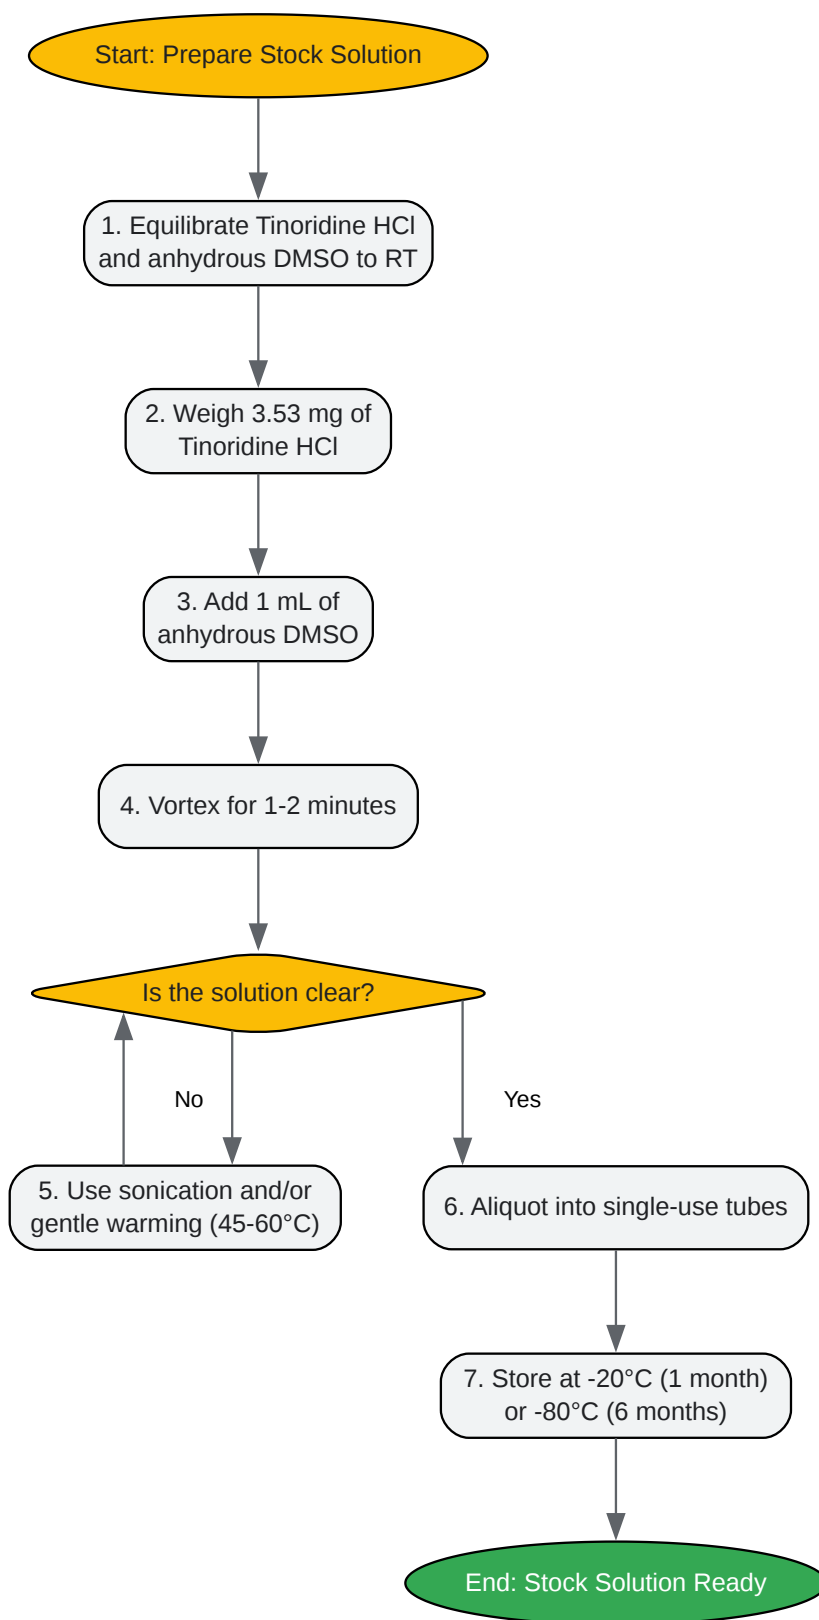 Start: Prepare Stock Solution
1. Equilibrate Tinoridine HCl
and anhydrous DMSO to RT
2. Weigh 3.53 mg of
Tinoridine HCl
3. Add 1 mL of
anhydrous DMSO
4. Vortex for 1-2 minutes
Is the solution clear?
No
Yes
5. Use sonication and/or
gentle warming (45-60°C)
6. Aliquot into single-use tubes
7. Store at -20°C (1 month)
or -80°C (6 months)
End: Stock Solution Ready